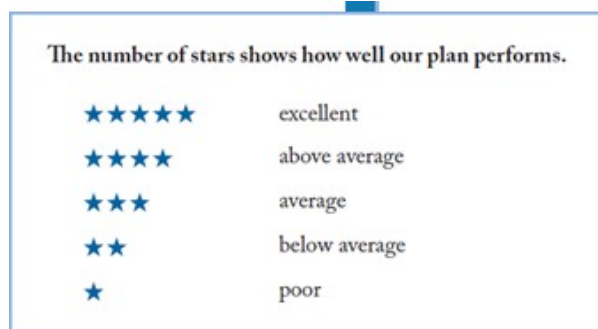 The number of stars shows how well our plan performs.
★★★★★ excellent
★★★★ above average
★★★ average
★★ below average
★ poor